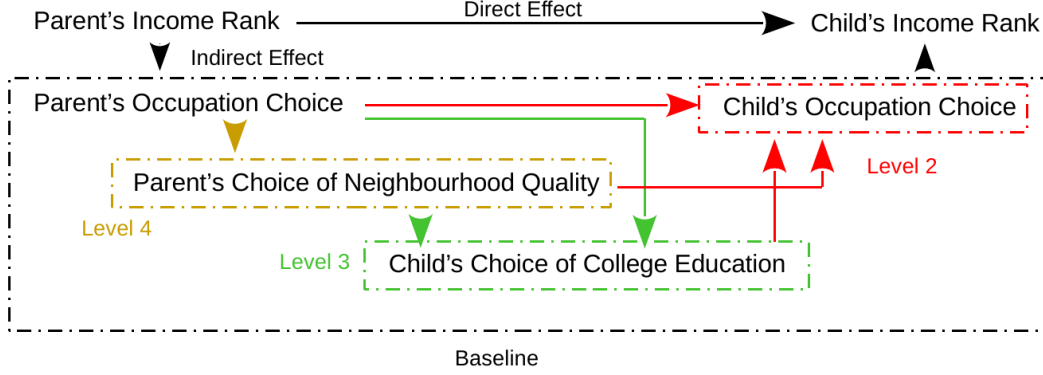 Parent's Income Rank
Direct Effect
Child's Income Rank
Indirect Effect
Parent's Occupation Choice
Child's Occupation Choice
Level 2
Parent's Choice of Neighbourhood Quality
Level 4
Level 3
Child's Choice of College Education
Baseline